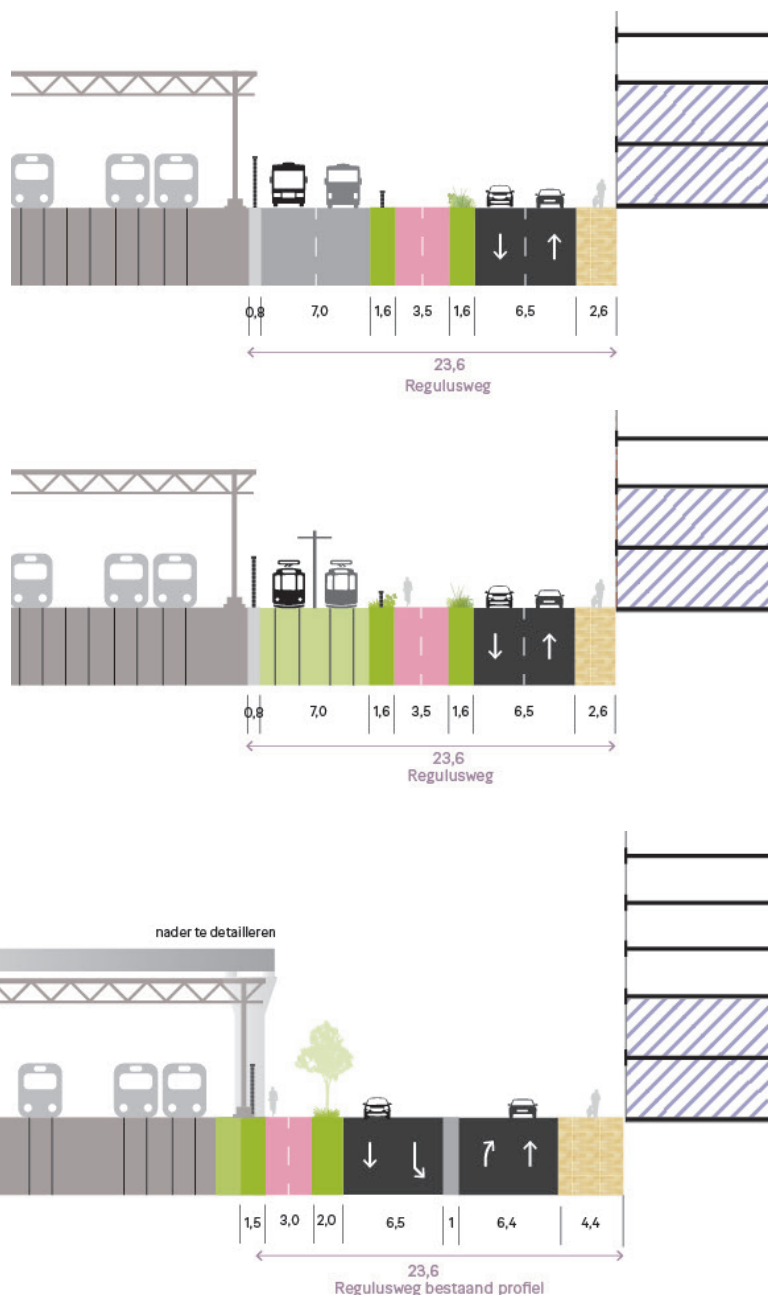 0,8 7,0 1,6 3,5 1,6 6,5 2,6
23,6
Regulusweg
0,8 7,0 1,6 3,5 1,6 6,5 2,6
23,6
Regulusweg
nader te detailleren
1,5 3,0 2,0 6,5 1 6,4 4,4
23,6
Regulusweg bestaand profiel